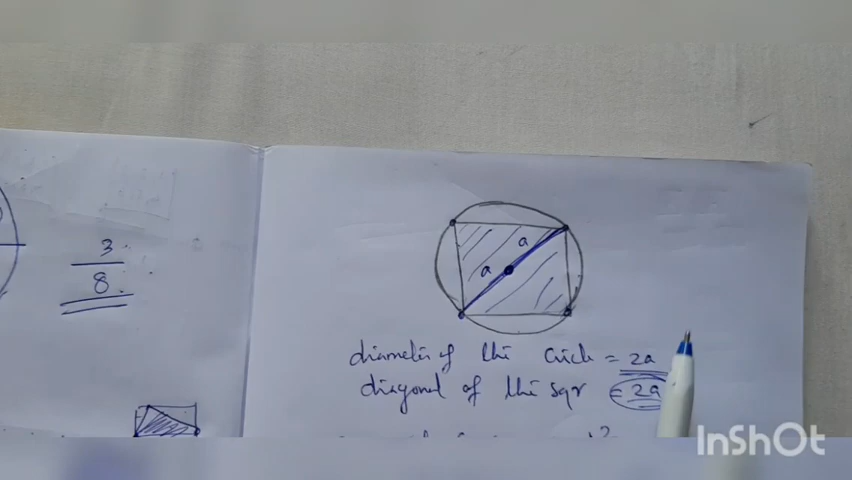 3
8
a
a
diameter of the circle = 2a
diagonal of the sqr = 2a
InShOt